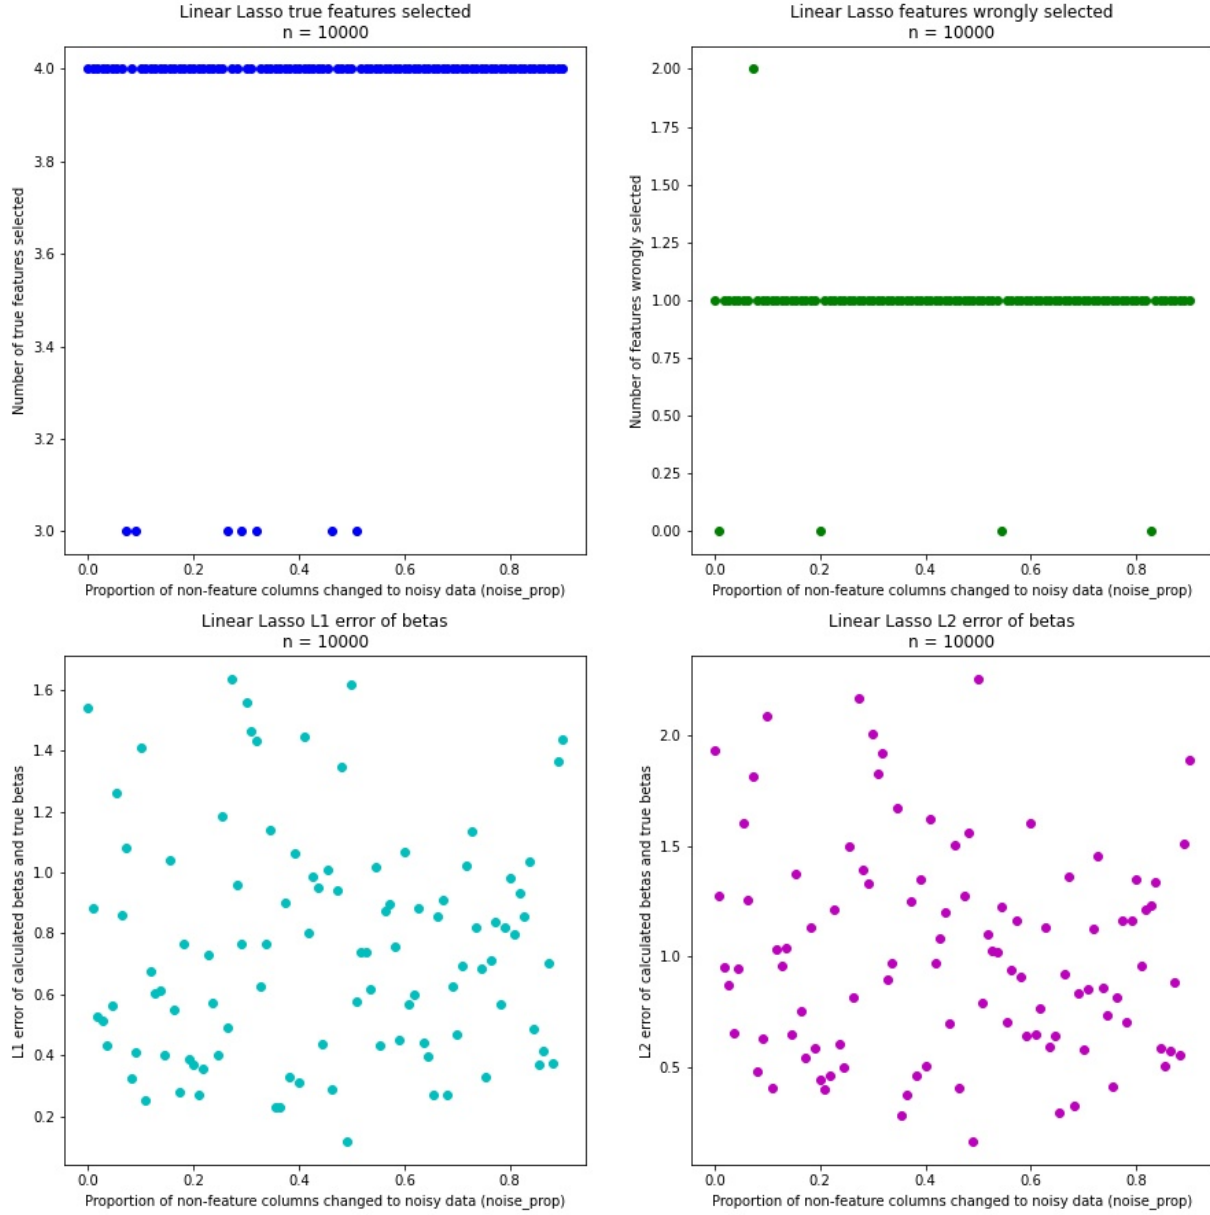 Linear Lasso true features selected
n = 10000
4.0
3.8
3.6
3.4
3.2
3.0
Number of true features selected
0.0 0.2 0.4 0.6 0.8
Proportion of non-feature columns changed to noisy data (noise_prop)
Linear Lasso features wrongly selected
n = 10000
2.00
1.75
1.50
1.25
1.00
0.75
0.50
0.25
0.00
Number of features wrongly selected
0.0 0.2 0.4 0.6 0.8
Proportion of non-feature columns changed to noisy data (noise_prop)
Linear Lasso L1 error of betas
n = 10000
1.6
1.4
1.2
1.0
0.8
0.6
0.4
0.2
L1 error of calculated betas and true betas
0.0 0.2 0.4 0.6 0.8
Proportion of non-feature columns changed to noisy data (noise_prop)
Linear Lasso L2 error of betas
n = 10000
2.0
1.5
1.0
0.5
L2 error of calculated betas and true betas
0.0 0.2 0.4 0.6 0.8
Proportion of non-feature columns changed to noisy data (noise_prop)